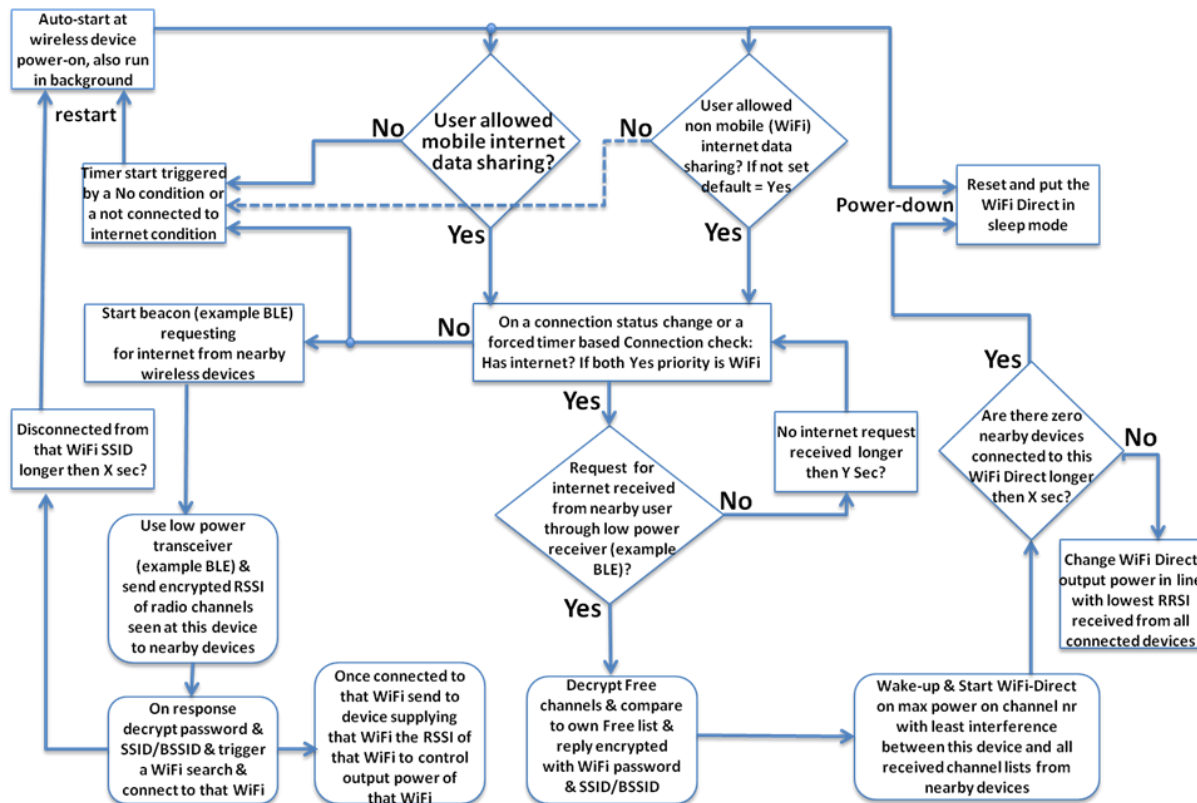 Auto-start at
wireless device
power-on, also run
in background
restart
No
User allowed
mobile internet
data sharing?
No
User allowed
non mobile (WiFi)
internet data
sharing? If not set
default = Yes
Timer start triggered
by a No condition or
a not connected to
internet condition
Power-down
Reset and put the
WiFi Direct in
sleep mode
Yes
Yes
Start beacon (example BLE)
requesting
for internet from nearby
wireless devices
No
On a connection status change or a
forced timer based Connection check:
Has internet? If both Yes priority is WiFi
Yes
Yes
Disconnected from
that WiFi SSID
longer then X sec?
No internet request
received longer
then Y Sec?
Are there zero
nearby devices
connected to this
WiFi Direct longer
then X sec?
No
Request for
internet received
from nearby user
through low power
receiver (example
BLE)?
No
Use low power
transceiver
(example BLE) &
send encrypted RSSI
of radio channels
seen at this device
to nearby devices
Change WiFi Direct
output power in line
with lowest RRSI
received from all
connected devices
Yes
On response
decrypt password &
SSID/BSSID & trigger
a WiFi search &
connect to that WiFi
Once connected to
that WiFi send to
device supplying
that WiFi the RSSI of
that WiFi to control
output power of
that WiFi
Decrypt Free
channels & compare
to own Free list &
reply encrypted
with WiFi password
& SSID/BSSID
Wake-up & Start WiFi-Direct
on max power on channel nr
with least interference
between this device and all
received channel lists from
nearby devices